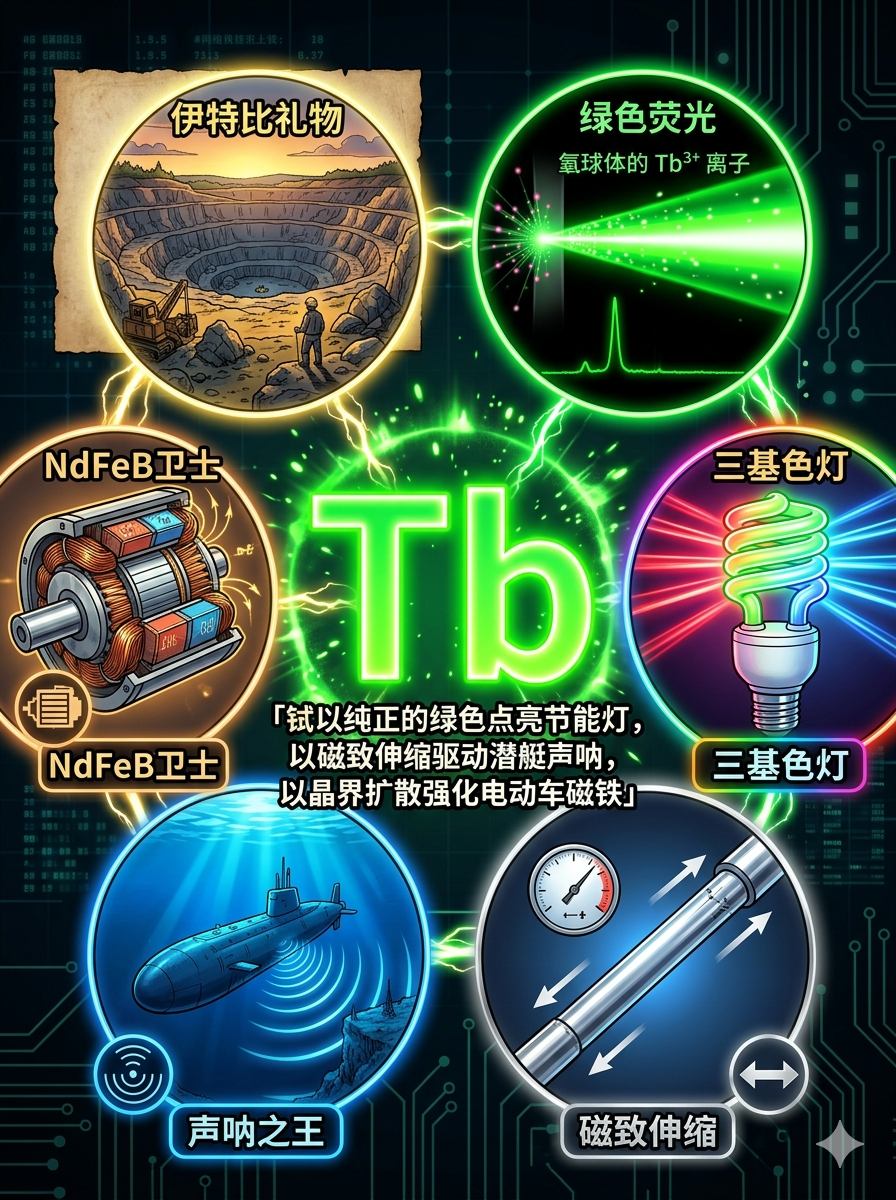 伊特比礼物
绿色荧光
氧球体的 Tb³⁺ 离子
NdFeB卫士
三基色灯
Tb
「铽以纯正的绿色点亮节能灯，
以磁致伸缩驱动潜艇声呐，
以晶界扩散强化电动车磁铁」
NdFeB卫士
三基色灯
声呐之王
磁致伸缩